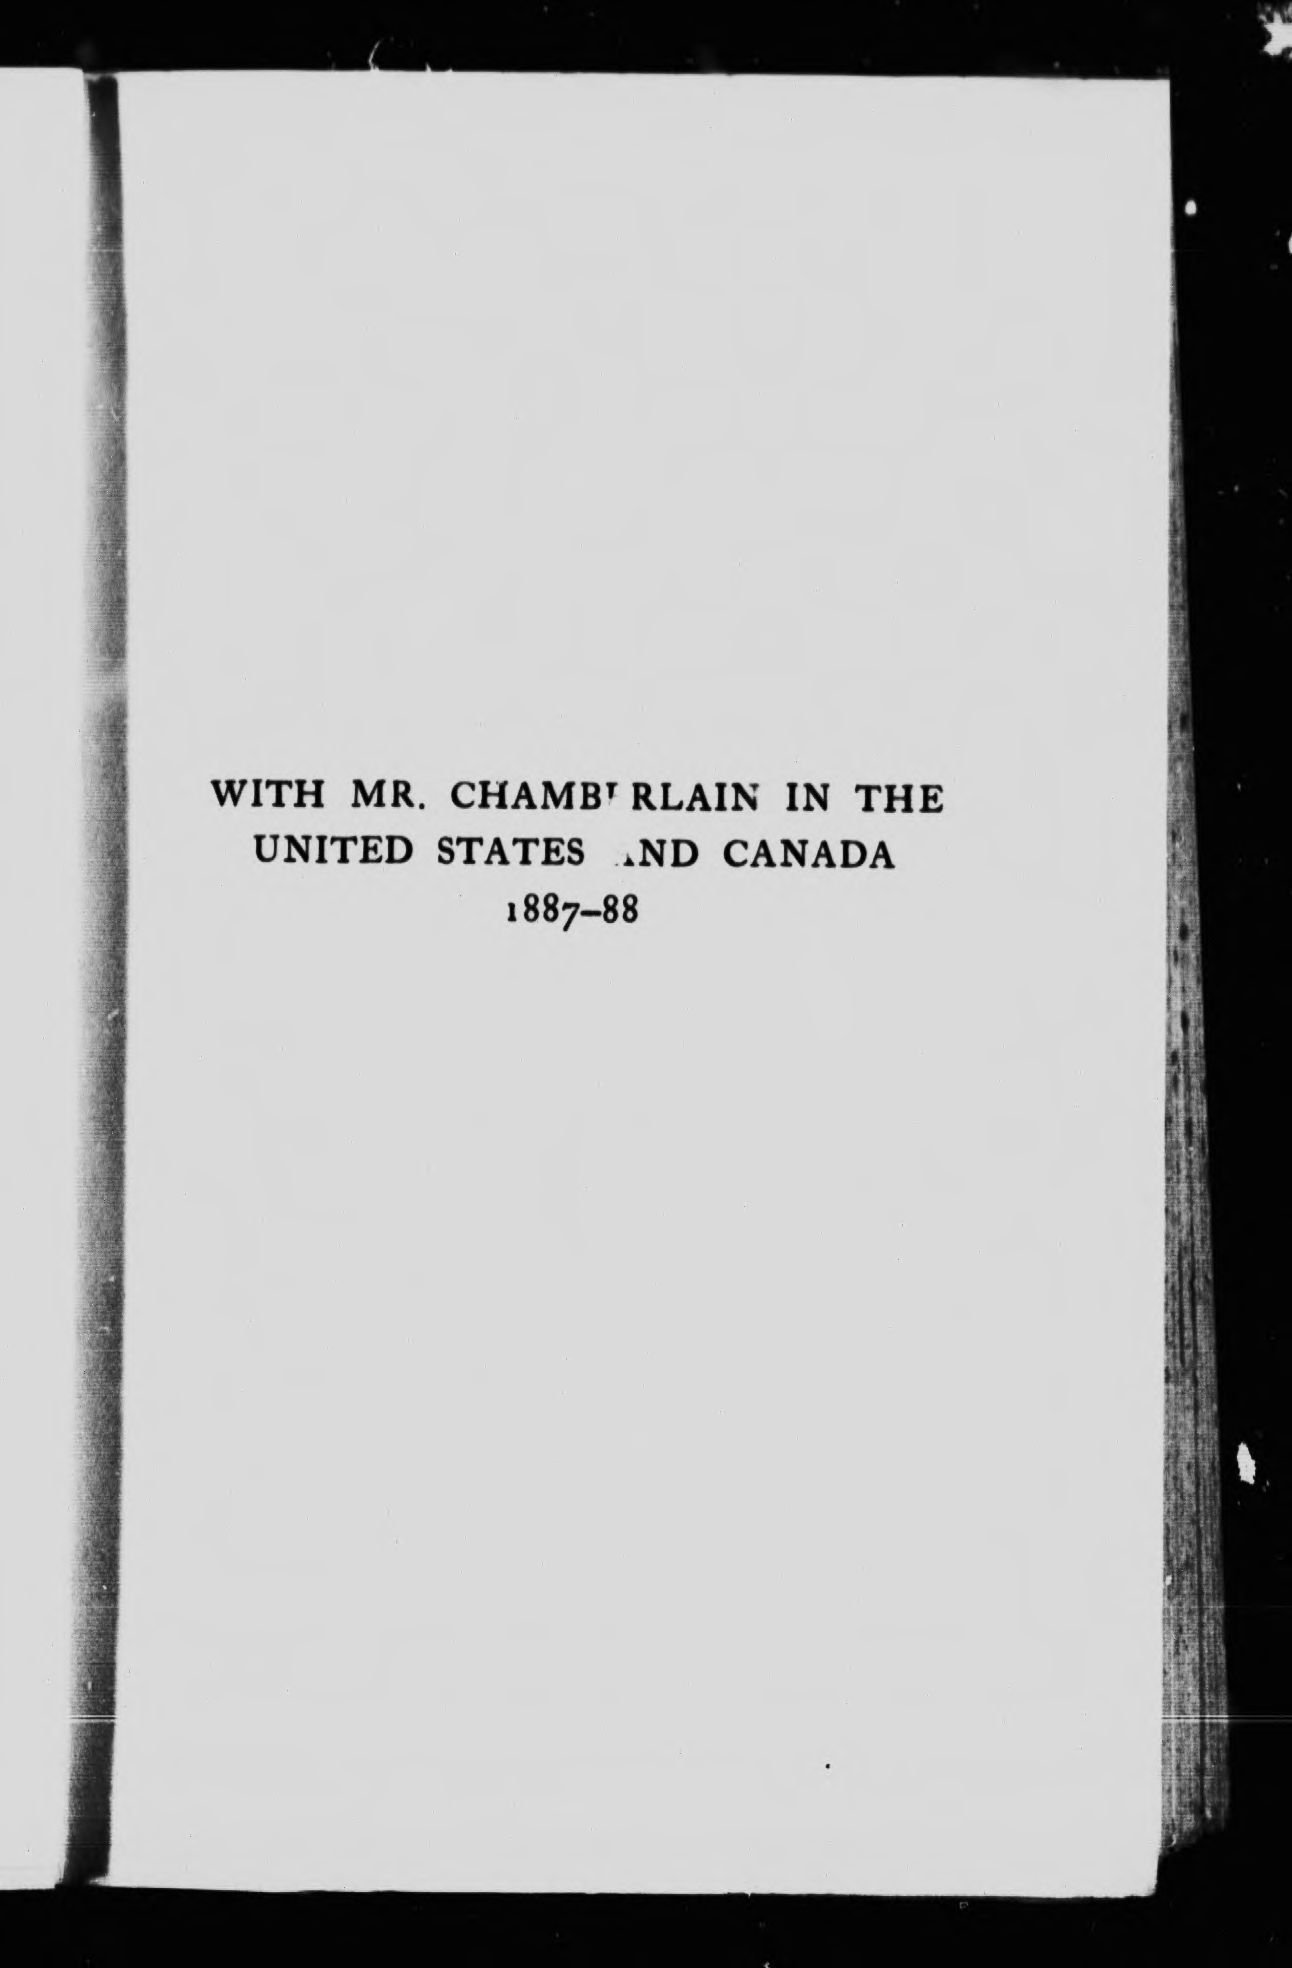 WITH MR. CHAMBERLAIN IN THE
UNITED STATES AND CANADA
1887–88